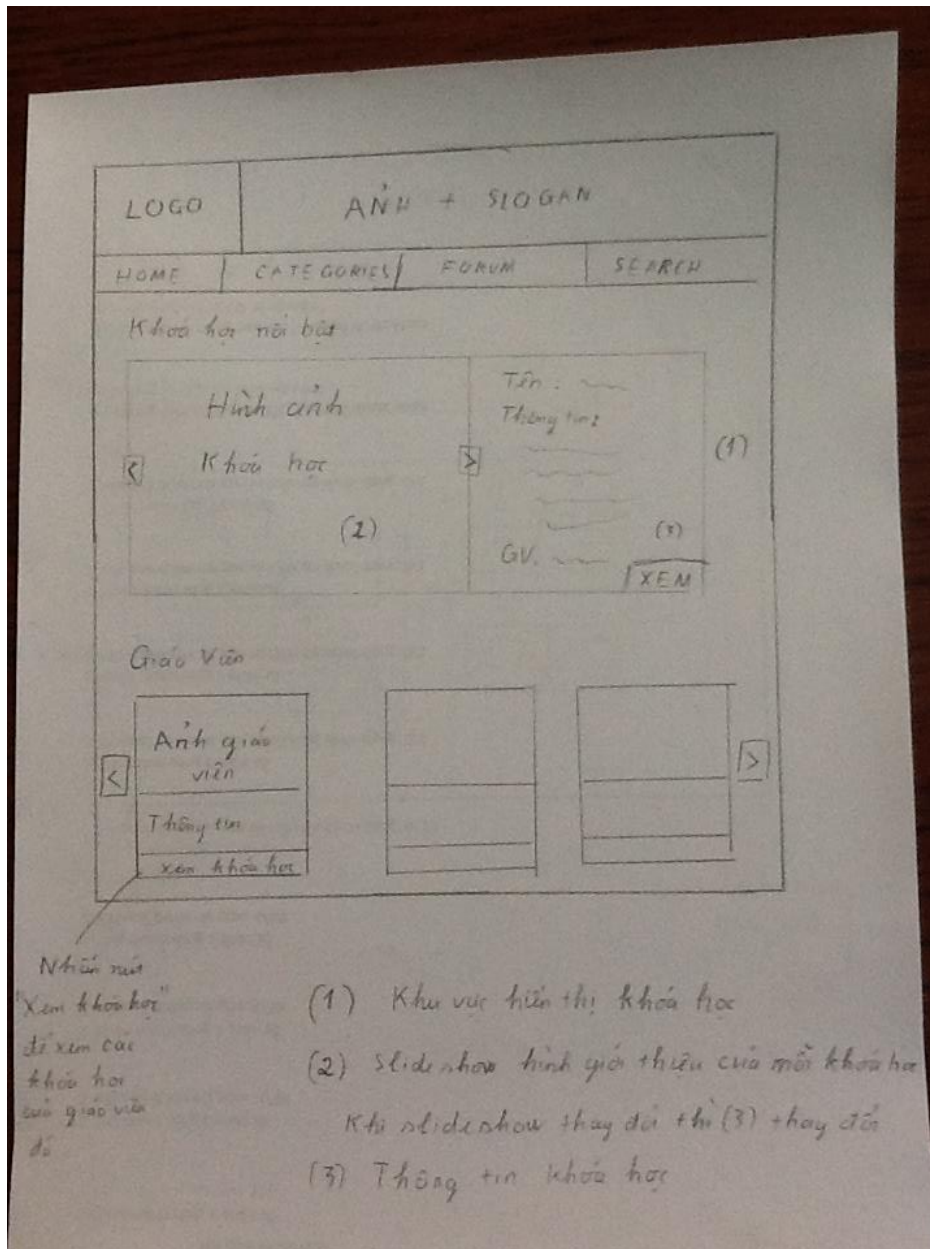 LOGO
ẢNH + SLOGAN
HOME
CATEGORIES
FORUM
SEARCH
Khoá học nổi bật
Hình ảnh
Khoá học
<
>
(2)
Tên.
Thông tin:
GV.
(3)
XEM
(1)
Giáo Viên
<
Ảnh giáo
viên
Thông tin
Xem khóa học
>
Nhấn nút
"Xem khóa học"
để xem các
khóa học
của giáo viên
đó
(1) Khu vực hiển thị khóa học
(2) Slideshow hình giới thiệu của mỗi khóa học
Khi slideshow thay đổi thì (3) thay đổi
(3) Thông tin khóa học